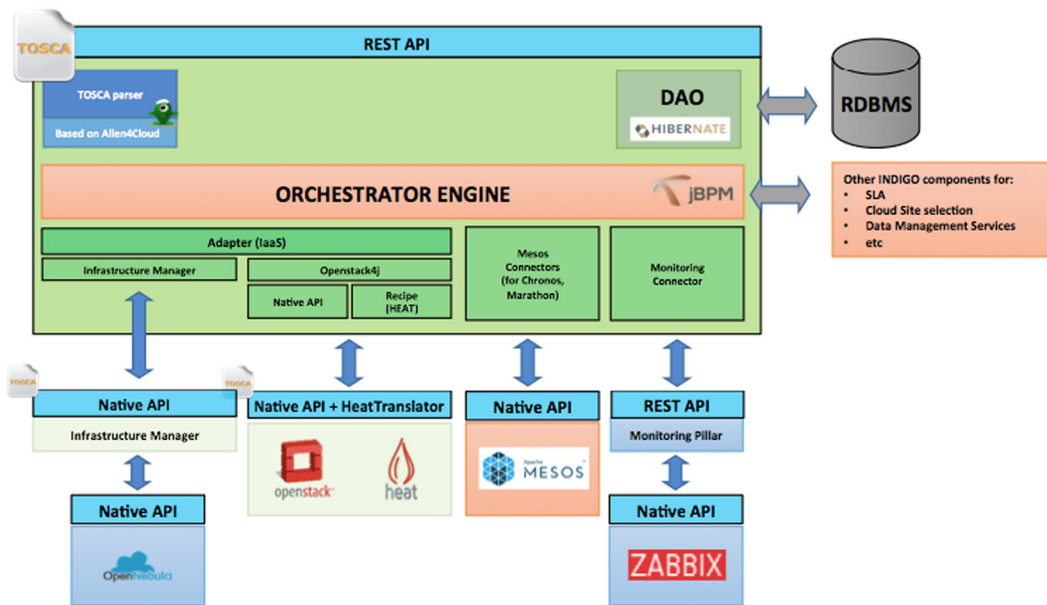 TOSCA
REST API
TOSCA parser
Based on Alien4Cloud
DAO
HIBERNATE
RDBMS
ORCHESTRATOR ENGINE
jBPM
Other INDIGO components for:
• SLA
• Cloud Site selection
• Data Management Services
• etc
Adapter (IaaS)
Infrastructure Manager
Openstack4j
Native API
Recipe
(HEAT)
Mesos
Connectors
(for Chronos,
Marathon)
Monitoring
Connector
TOSCA
Native API
Infrastructure Manager
TOSCA
Native API + HeatTranslator
openstack™
heat
Native API
Apache
MESOS™
REST API
Monitoring Pillar
Native API
OpenNebula
Native API
ZABBIX